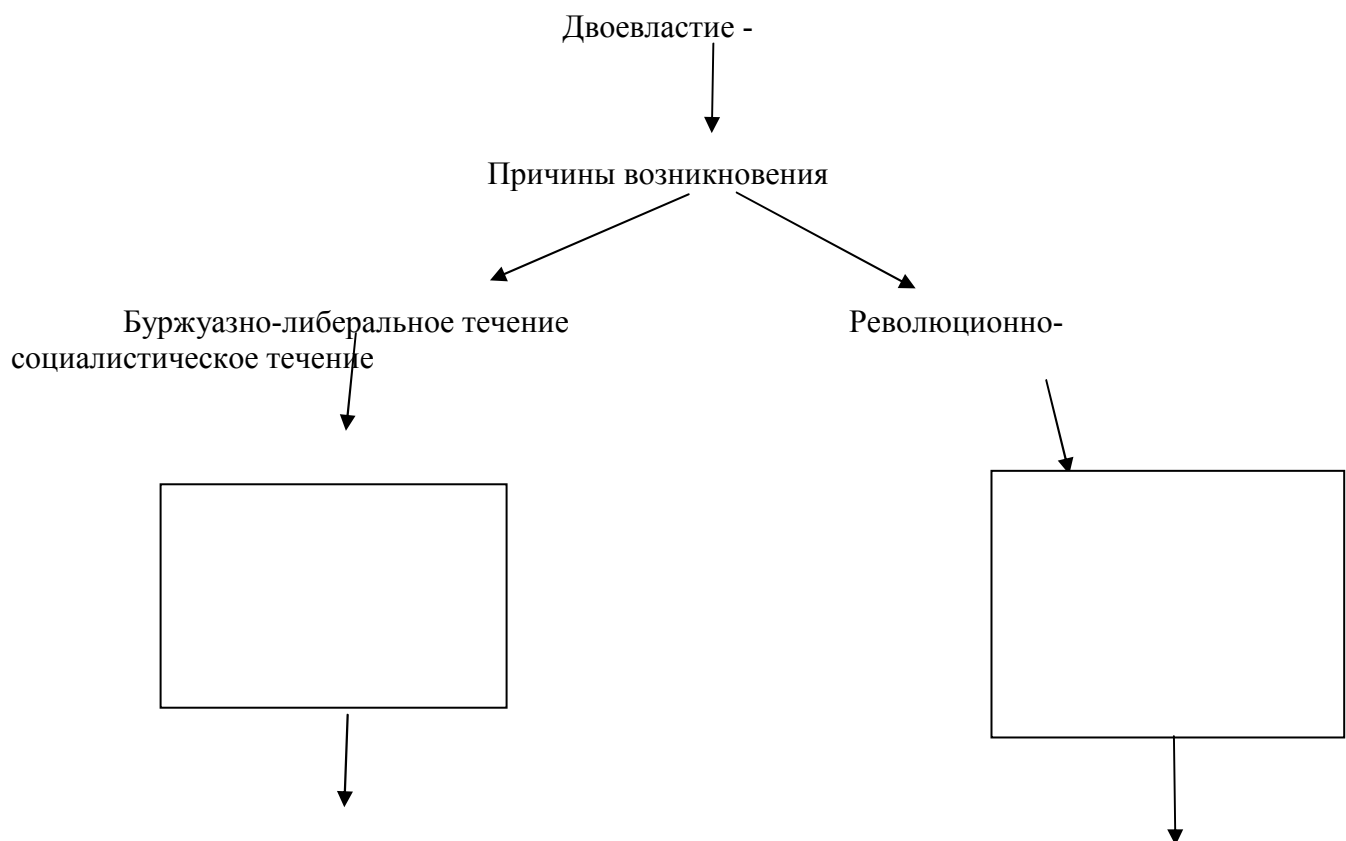 Двоевластие -
Причины возникновения
Буржуазно-либеральное течение Революционно-
социалистическое течение